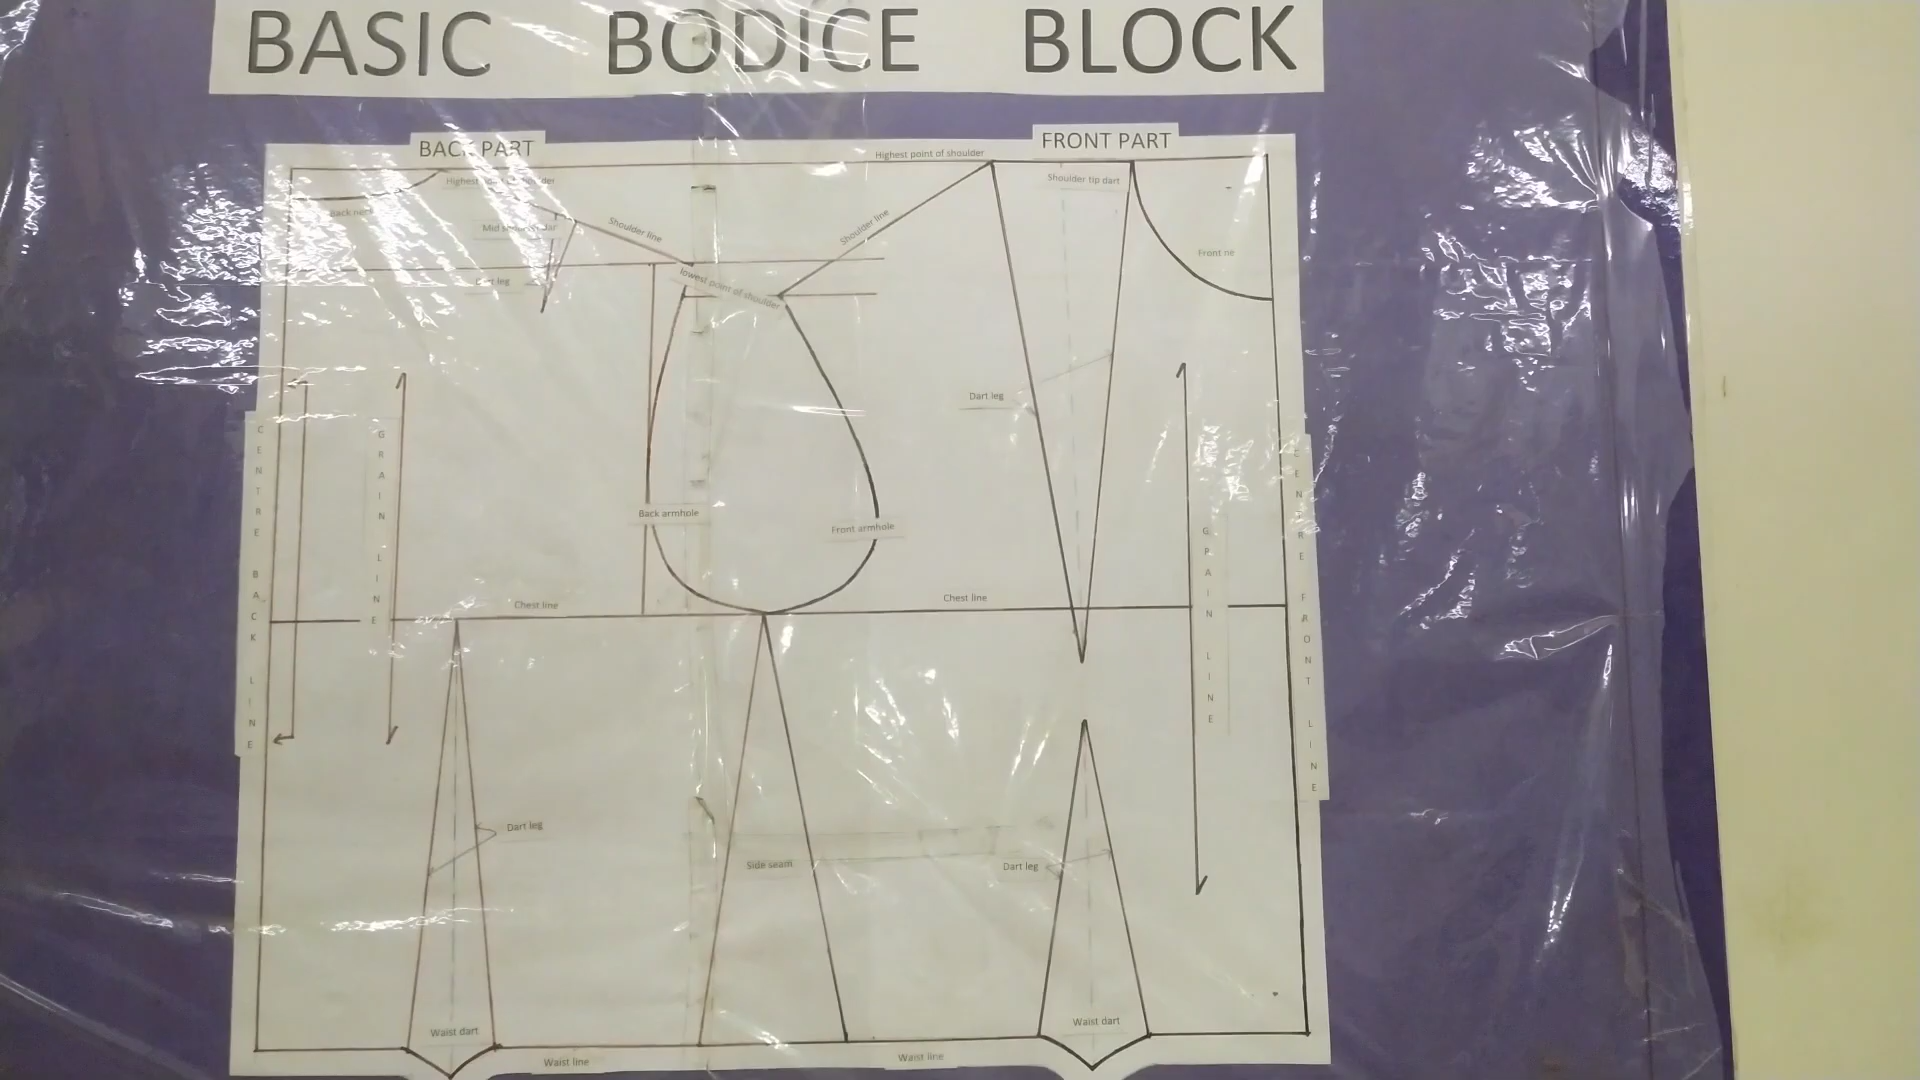 BASIC BODICE BLOCK
BACK PART
FRONT PART
Highest point of shoulder
Shoulder tip dart
Back neck
Mid shoulder dar
Shoulder line
Shoulder line
Front ne
Dart leg
lowest point of shoulder
Dart leg
CENTRE BACK LINE
GRAIN LINE
Back armhole
Front armhole
GRAIN LINE
CENTRE FRONT LINE
Chest line
Chest line
Dart leg
Side seam
Dart leg
Waist dart
Waist dart
Waist line
Waist line